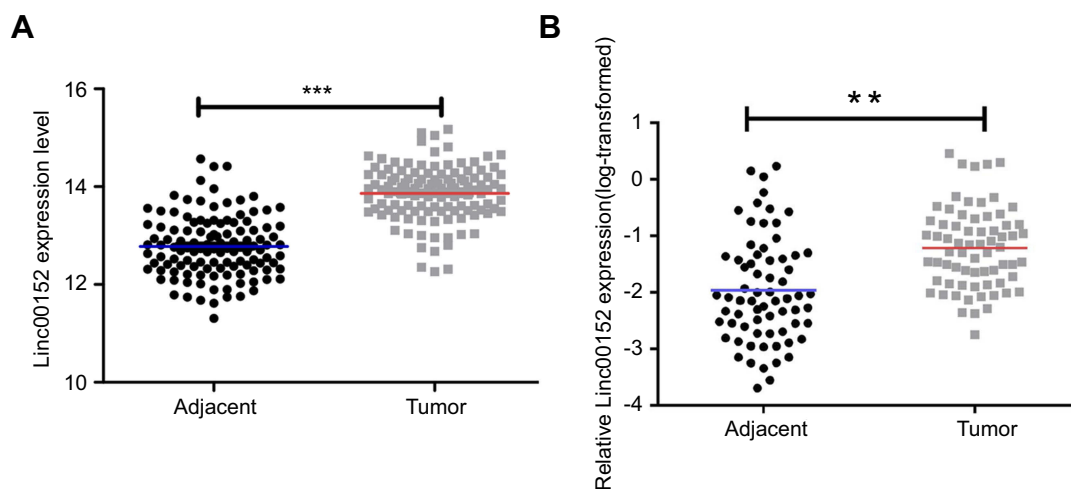 A
Linc00152 expression level
16
14
12
10
***
Adjacent
Tumor
B
Relative Linc00152 expression(log-transformed)
1
0
-1
-2
-3
-4
**
Adjacent
Tumor